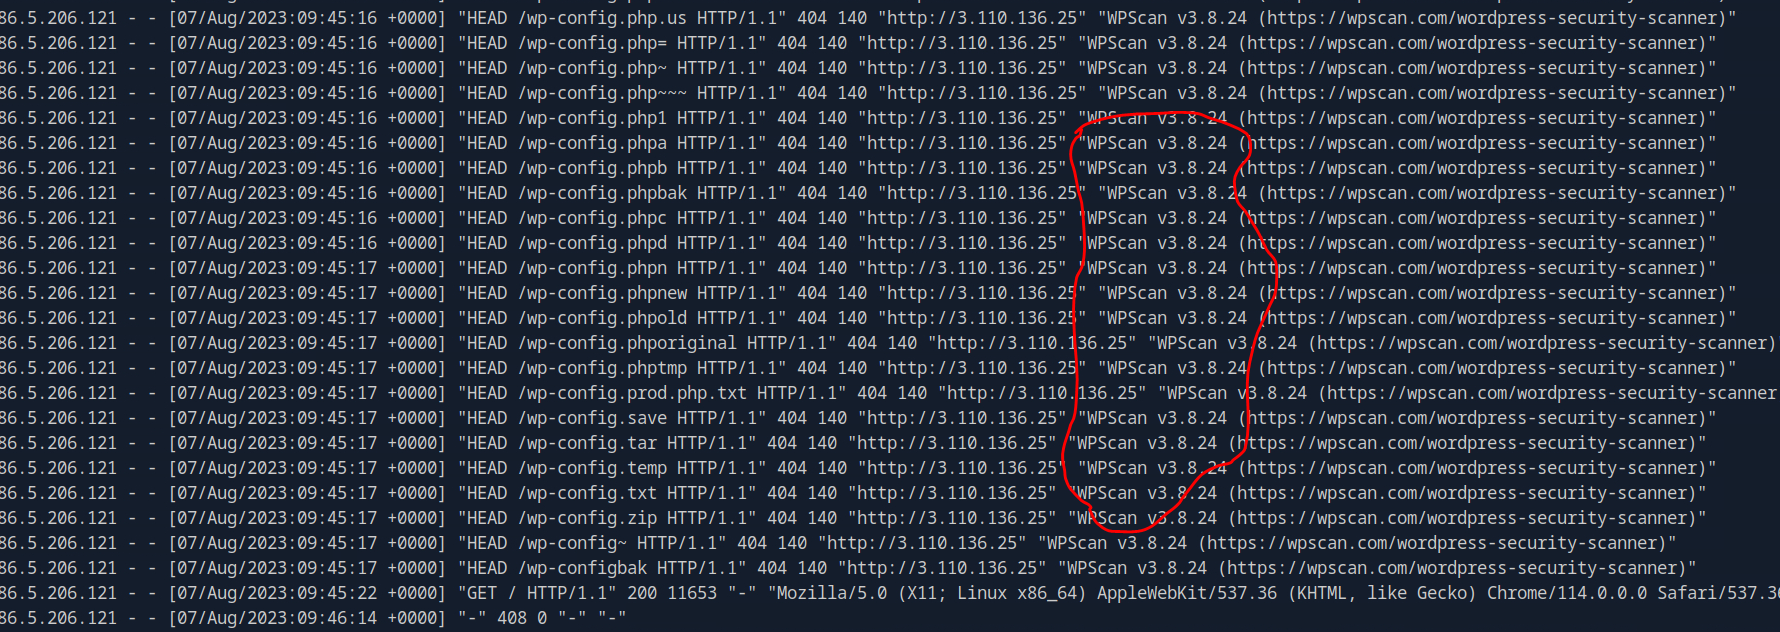 86.5.206.121 - - [07/Aug/2023:09:45:16 +0000] "HEAD /wp-config.php.us HTTP/1.1" 404 140 "http://3.110.136.25" "WPScan v3.8.24 (https://wpscan.com/wordpress-security-scanner)"
86.5.206.121 - - [07/Aug/2023:09:45:16 +0000] "HEAD /wp-config.php= HTTP/1.1" 404 140 "http://3.110.136.25" "WPScan v3.8.24 (https://wpscan.com/wordpress-security-scanner)"
86.5.206.121 - - [07/Aug/2023:09:45:16 +0000] "HEAD /wp-config.php~ HTTP/1.1" 404 140 "http://3.110.136.25" "WPScan v3.8.24 (https://wpscan.com/wordpress-security-scanner)"
86.5.206.121 - - [07/Aug/2023:09:45:16 +0000] "HEAD /wp-config.php~~~ HTTP/1.1" 404 140 "http://3.110.136.25" "WPScan v3.8.24 (https://wpscan.com/wordpress-security-scanner)"
86.5.206.121 - - [07/Aug/2023:09:45:16 +0000] "HEAD /wp-config.php1 HTTP/1.1" 404 140 "http://3.110.136.25" "WPScan v3.8.24 (https://wpscan.com/wordpress-security-scanner)"
86.5.206.121 - - [07/Aug/2023:09:45:16 +0000] "HEAD /wp-config.phpa HTTP/1.1" 404 140 "http://3.110.136.25" "WPScan v3.8.24 (https://wpscan.com/wordpress-security-scanner)"
86.5.206.121 - - [07/Aug/2023:09:45:16 +0000] "HEAD /wp-config.phpb HTTP/1.1" 404 140 "http://3.110.136.25" "WPScan v3.8.24 (https://wpscan.com/wordpress-security-scanner)"
86.5.206.121 - - [07/Aug/2023:09:45:16 +0000] "HEAD /wp-config.phpbak HTTP/1.1" 404 140 "http://3.110.136.25" "WPScan v3.8.24 (https://wpscan.com/wordpress-security-scanner)"
86.5.206.121 - - [07/Aug/2023:09:45:16 +0000] "HEAD /wp-config.phpc HTTP/1.1" 404 140 "http://3.110.136.25" "WPScan v3.8.24 (https://wpscan.com/wordpress-security-scanner)"
86.5.206.121 - - [07/Aug/2023:09:45:16 +0000] "HEAD /wp-config.phpd HTTP/1.1" 404 140 "http://3.110.136.25" "WPScan v3.8.24 (https://wpscan.com/wordpress-security-scanner)"
86.5.206.121 - - [07/Aug/2023:09:45:17 +0000] "HEAD /wp-config.phpn HTTP/1.1" 404 140 "http://3.110.136.25" "WPScan v3.8.24 (https://wpscan.com/wordpress-security-scanner)"
86.5.206.121 - - [07/Aug/2023:09:45:17 +0000] "HEAD /wp-config.phpnew HTTP/1.1" 404 140 "http://3.110.136.25" "WPScan v3.8.24 (https://wpscan.com/wordpress-security-scanner)"
86.5.206.121 - - [07/Aug/2023:09:45:17 +0000] "HEAD /wp-config.phpold HTTP/1.1" 404 140 "http://3.110.136.25" "WPScan v3.8.24 (https://wpscan.com/wordpress-security-scanner)"
86.5.206.121 - - [07/Aug/2023:09:45:17 +0000] "HEAD /wp-config.phporiginal HTTP/1.1" 404 140 "http://3.110.136.25" "WPScan v3.8.24 (https://wpscan.com/wordpress-security-scanner)"
86.5.206.121 - - [07/Aug/2023:09:45:17 +0000] "HEAD /wp-config.phptmp HTTP/1.1" 404 140 "http://3.110.136.25" "WPScan v3.8.24 (https://wpscan.com/wordpress-security-scanner)"
86.5.206.121 - - [07/Aug/2023:09:45:17 +0000] "HEAD /wp-config.prod.php.txt HTTP/1.1" 404 140 "http://3.110.136.25" "WPScan v3.8.24 (https://wpscan.com/wordpress-security-scanner
86.5.206.121 - - [07/Aug/2023:09:45:17 +0000] "HEAD /wp-config.save HTTP/1.1" 404 140 "http://3.110.136.25" "WPScan v3.8.24 (https://wpscan.com/wordpress-security-scanner)"
86.5.206.121 - - [07/Aug/2023:09:45:17 +0000] "HEAD /wp-config.tar HTTP/1.1" 404 140 "http://3.110.136.25" "WPScan v3.8.24 (https://wpscan.com/wordpress-security-scanner)"
86.5.206.121 - - [07/Aug/2023:09:45:17 +0000] "HEAD /wp-config.temp HTTP/1.1" 404 140 "http://3.110.136.25" "WPScan v3.8.24 (https://wpscan.com/wordpress-security-scanner)"
86.5.206.121 - - [07/Aug/2023:09:45:17 +0000] "HEAD /wp-config.txt HTTP/1.1" 404 140 "http://3.110.136.25" "WPScan v3.8.24 (https://wpscan.com/wordpress-security-scanner)"
86.5.206.121 - - [07/Aug/2023:09:45:17 +0000] "HEAD /wp-config.zip HTTP/1.1" 404 140 "http://3.110.136.25" "WPScan v3.8.24 (https://wpscan.com/wordpress-security-scanner)"
86.5.206.121 - - [07/Aug/2023:09:45:17 +0000] "HEAD /wp-config~ HTTP/1.1" 404 140 "http://3.110.136.25" "WPScan v3.8.24 (https://wpscan.com/wordpress-security-scanner)"
86.5.206.121 - - [07/Aug/2023:09:45:17 +0000] "HEAD /wp-configbak HTTP/1.1" 404 140 "http://3.110.136.25" "WPScan v3.8.24 (https://wpscan.com/wordpress-security-scanner)"
86.5.206.121 - - [07/Aug/2023:09:45:22 +0000] "GET / HTTP/1.1" 200 11653 "-" "Mozilla/5.0 (X11; Linux x86_64) AppleWebKit/537.36 (KHTML, like Gecko) Chrome/114.0.0.0 Safari/537.36
86.5.206.121 - - [07/Aug/2023:09:46:14 +0000] "-" 408 0 "-" "-"